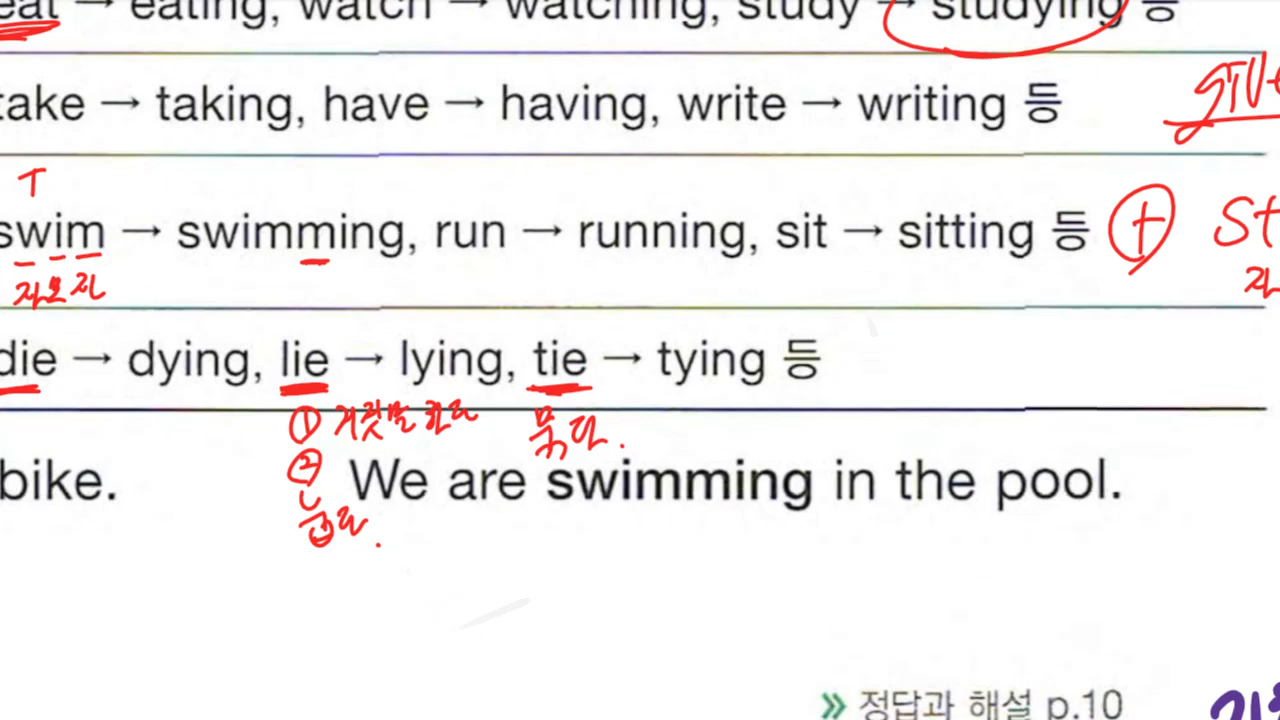 eat → eating, watch → watching, study → studying 등
take → taking, have → having, write → writing 등
swim → swimming, run → running, sit → sitting 등 +
자모자
die → dying, lie → lying, tie → tying 등
① 거짓말 하다 묶다.
②
bike. We are swimming in the pool.
» 정답과 해설 p.10